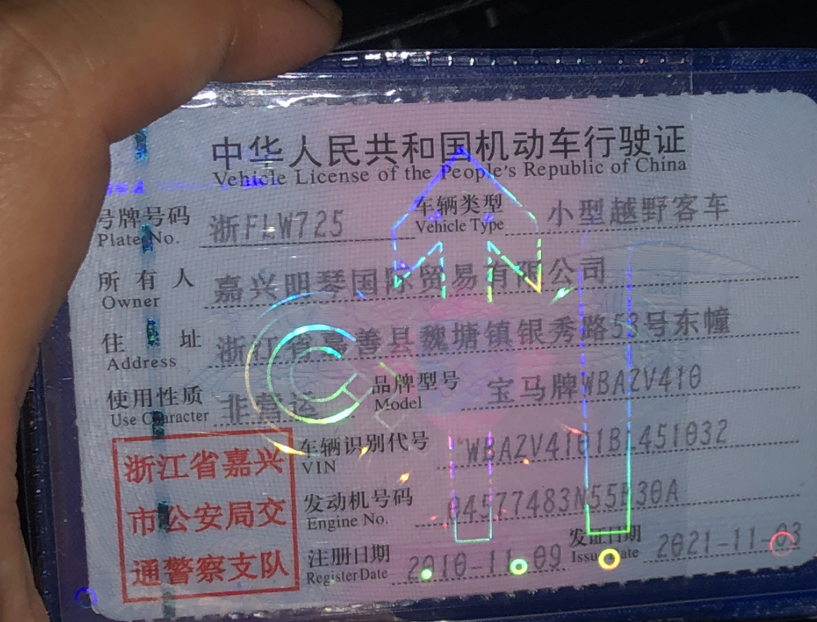 中华人民共和国机动车行驶证
Vehicle License of the People's Republic of China
号牌号码 浙FLW725 车辆类型 小型越野客车
Plate No. Vehicle Type
所有人 嘉兴明琴国际贸易有限公司
Owner
住址 浙江省嘉善县魏塘镇银秀路53号东幢
Address
使用性质 非营运 品牌型号 宝马牌WBAZV410
Use Character Model
浙江省嘉兴
市公安局交
通警察支队
车辆识别代号 WBAZV4101BL451032
VIN
发动机号码 04577483N55B30A
Engine No.
注册日期 2010-11-09 发证日期 2021-11-03
Register Date Issue Date